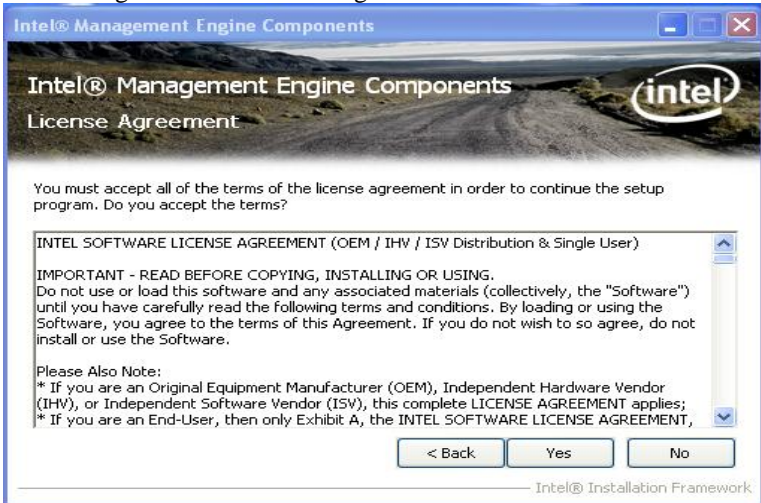 Intel® Management Engine Components
Intel® Management Engine Components
intel
License Agreement
You must accept all of the terms of the license agreement in order to continue the setup
program. Do you accept the terms?
INTEL SOFTWARE LICENSE AGREEMENT (OEM / IHV / ISV Distribution & Single User)
IMPORTANT - READ BEFORE COPYING, INSTALLING OR USING.
Do not use or load this software and any associated materials (collectively, the "Software")
until you have carefully read the following terms and conditions. By loading or using the
Software, you agree to the terms of this Agreement. If you do not wish to so agree, do not
install or use the Software.
Please Also Note:
* If you are an Original Equipment Manufacturer (OEM), Independent Hardware Vendor
(IHV), or Independent Software Vendor (ISV), this complete LICENSE AGREEMENT applies;
* If you are an End-User, then only Exhibit A, the INTEL SOFTWARE LICENSE AGREEMENT,
< Back Yes No
Intel® Installation Framework